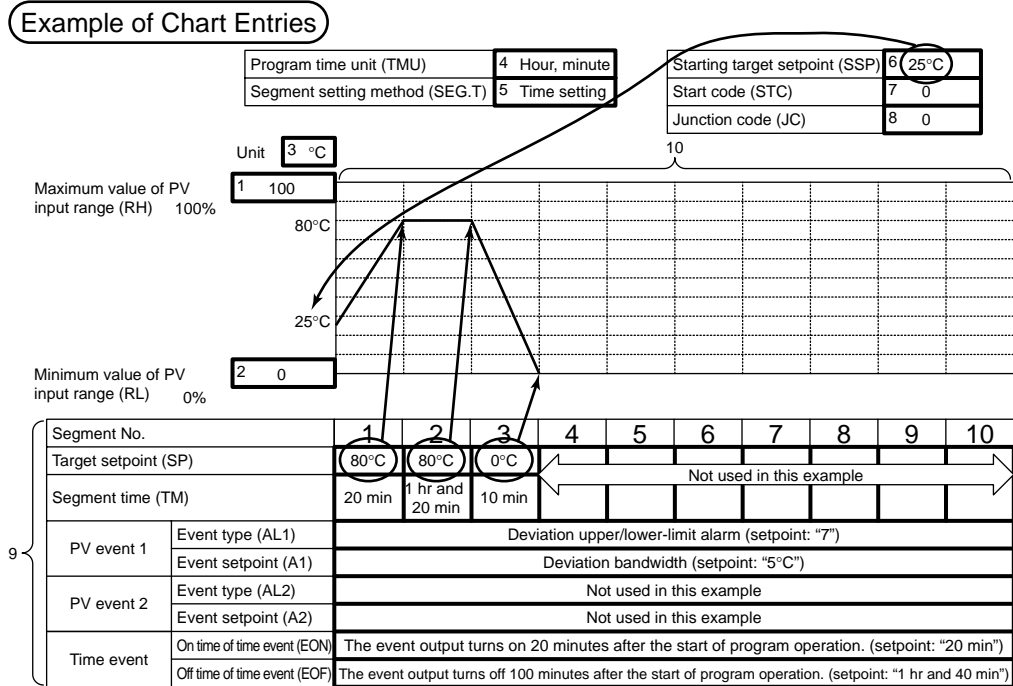 Example of Chart Entries
Program time unit (TMU) 4 Hour, minute
Segment setting method (SEG.T) 5 Time setting
Starting target setpoint (SSP) 6 25°C
Start code (STC) 7 0
Junction code (JC) 8 0
Unit 3 °C
10
Maximum value of PV
input range (RH) 100%
1 100
80°C
25°C
Minimum value of PV
input range (RL) 0%
2 0
9
Segment No. 1 2 3 4 5 6 7 8 9 10
Target setpoint (SP) 80°C 80°C 0°C
Not used in this example
Segment time (TM) 20 min 1 hr and 20 min 10 min
PV event 1
Event type (AL1) Deviation upper/lower-limit alarm (setpoint: “7”)
Event setpoint (A1) Deviation bandwidth (setpoint: “5°C”)
PV event 2
Event type (AL2) Not used in this example
Event setpoint (A2) Not used in this example
Time event
On time of time event (EON) The event output turns on 20 minutes after the start of program operation. (setpoint: “20 min”)
Off time of time event (EOF) The event output turns off 100 minutes after the start of program operation. (setpoint: “1 hr and 40 min”)